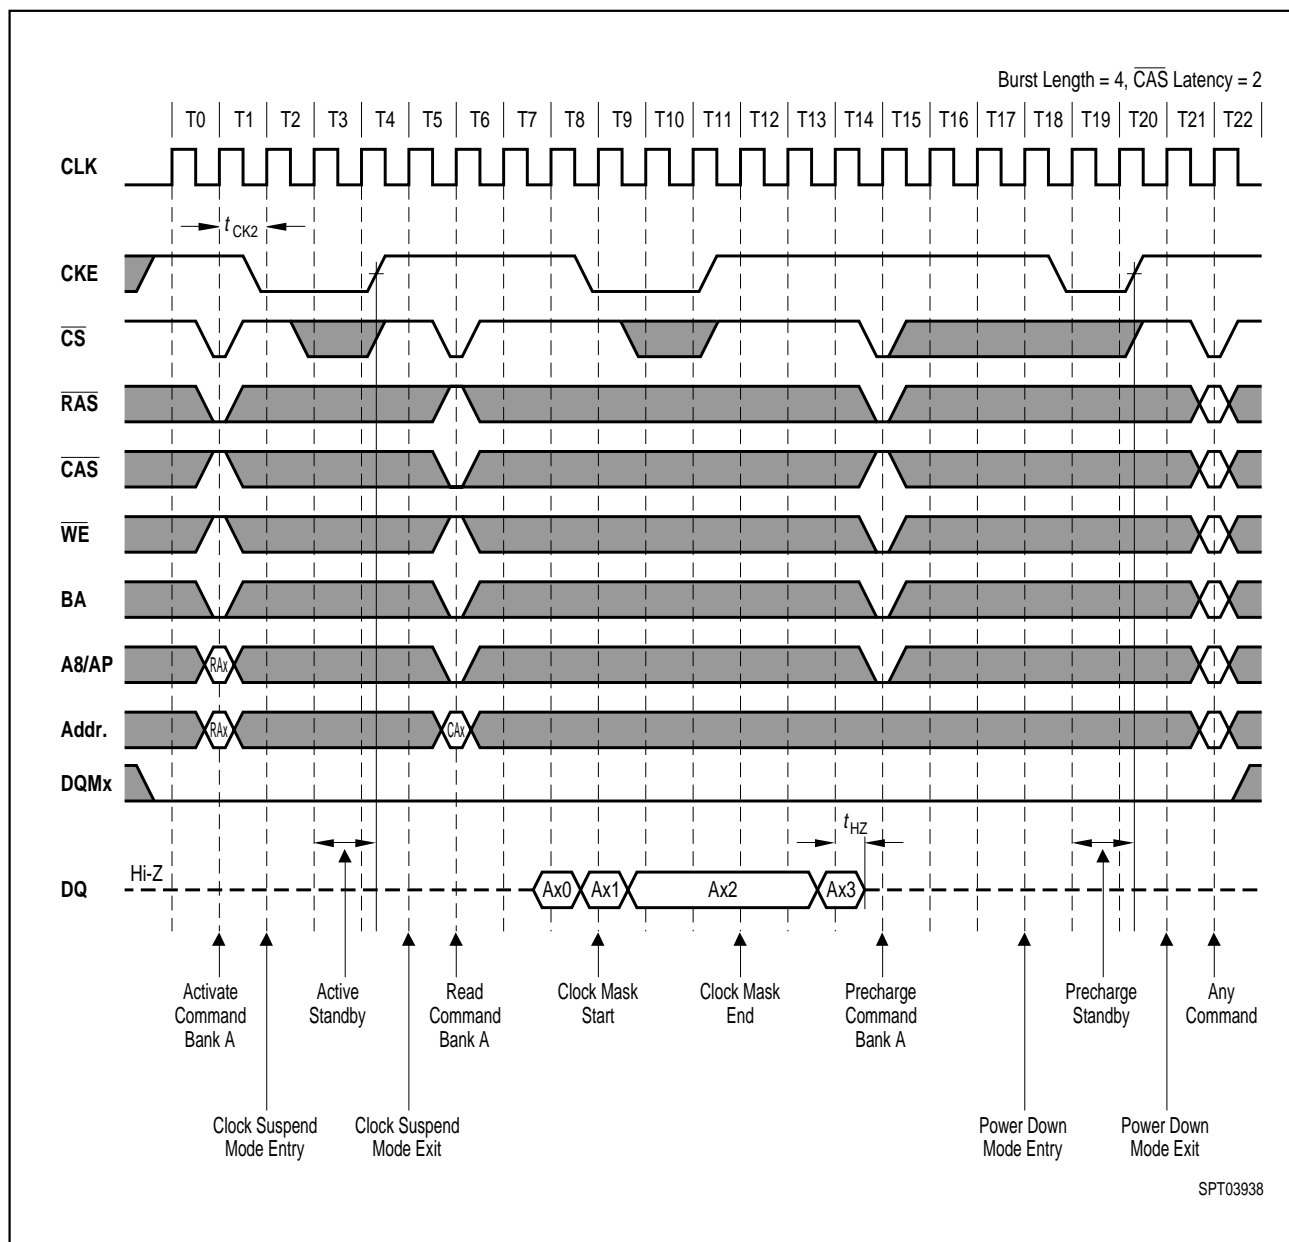 Burst Length = 4, CAS Latency = 2
T0 T1 T2 T3 T4 T5 T6 T7 T8 T9 T10 T11 T12 T13 T14 T15 T16 T17 T18 T19 T20 T21 T22
CLK
t CK2
CKE
CS
RAS
CAS
WE
BA
A8/AP RAx
Addr. RAx CAx
DQMx
t HZ
Hi-Z
DQ Ax0 Ax1 Ax2 Ax3
Activate
Command
Bank A
Active
Standby
Read
Command
Bank A
Clock Mask
Start
Clock Mask
End
Precharge
Command
Bank A
Precharge
Standby
Any
Command
Clock Suspend
Mode Entry
Clock Suspend
Mode Exit
Power Down
Mode Entry
Power Down
Mode Exit
SPT03938